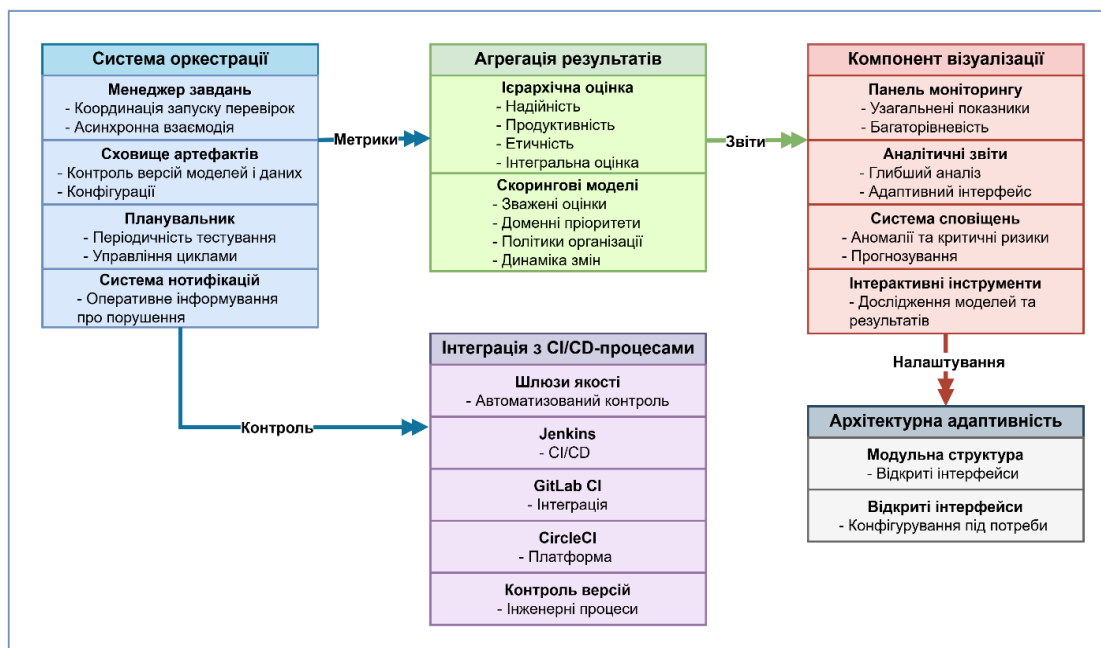 Система оркестрації
Менеджер завдань
- Координація запуску перевірок
- Асинхронна взаємодія
Сховище артефактів
- Контроль версій моделей і даних
- Конфігурації
Планувальник
- Періодичність тестування
- Управління циклами
Система нотифікацій
- Оперативне інформування
про порушення
Метрики
Агрегація результатів
Ієрархічна оцінка
- Надійність
- Продуктивність
- Етичність
- Інтегральна оцінка
Скорингові моделі
- Зважені оцінки
- Доменні пріоритети
- Політики організації
- Динаміка змін
Звіти
Компонент візуалізації
Панель моніторингу
- Узагальнені показники
- Багаторівневість
Аналітичні звіти
- Глибший аналіз
- Адаптивний інтерфейс
Система сповіщень
- Аномалії та критичні ризики
- Прогнозування
Інтерактивні інструменти
- Дослідження моделей та
результатів
Контроль
Інтеграція з CI/CD-процесами
Шлюзи якості
- Автоматизований контроль
Jenkins
- CI/CD
GitLab CI
- Інтеграція
CircleCI
- Платформа
Контроль версій
- Інженерні процеси
Налаштування
Архітектурна адаптивність
Модульна структура
- Відкриті інтерфейси
Відкриті інтерфейси
- Конфігурування під потреби